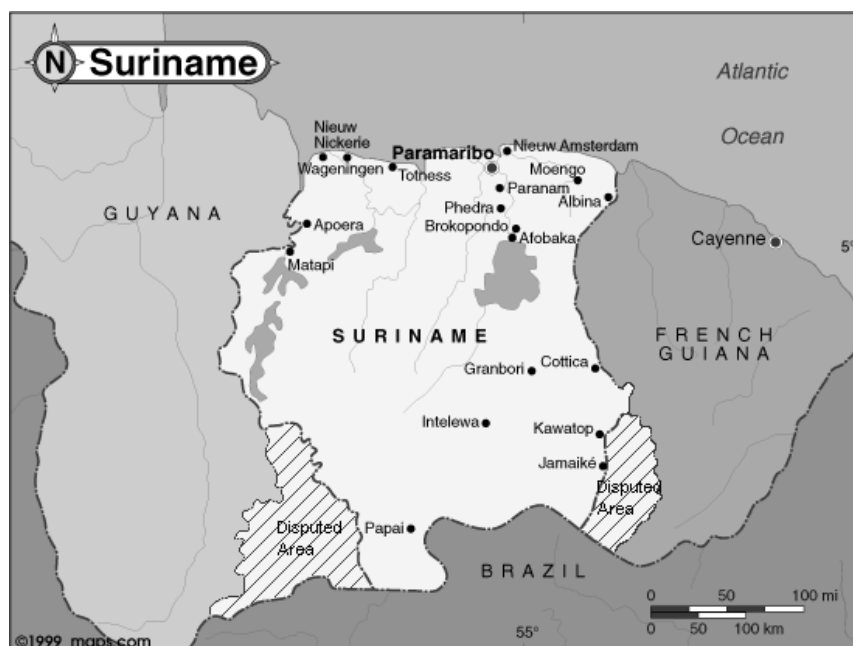 N Suriname
Atlantic
Ocean
Nieuw
Nickerie
Paramaribo
Nieuw Amsterdam
Wageningen
Totness
Moengo
Paranam
Albina
GUYANA
Phedra
Apoera
Brokopondo
Afobaka
Cayenne
5°
Matapi
SURINAME
FRENCH
GUIANA
Granbori
Cottica
Intelewa
Kawatop
Jamaiké
Disputed
Area
Papai
Disputed
Area
BRAZIL
0 50 100 mi
0 50 100 km
55°
©1999 maps.com